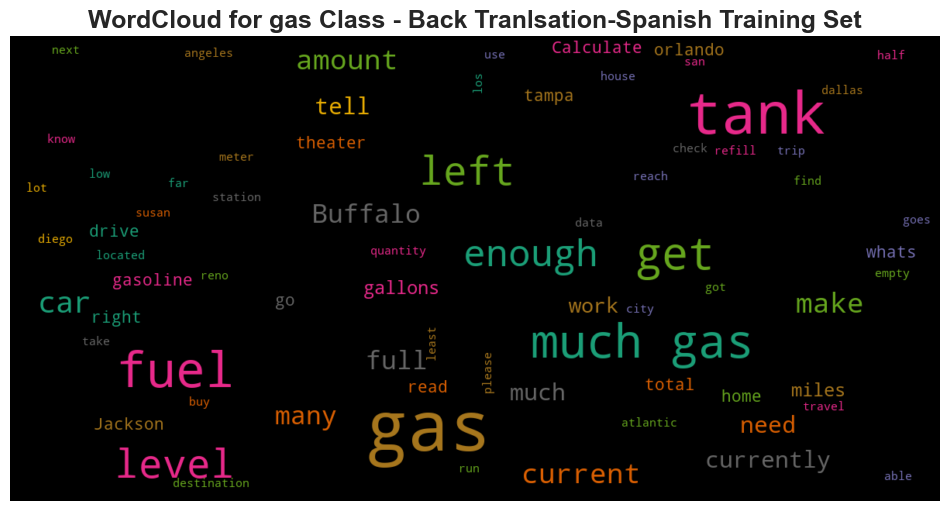 WordCloud for gas Class - Back Tranlsation-Spanish Training Set
next
angeles
amount
use
Calculate
orlando
san
half
los
house
tell
tampa
tank
dallas
know
theater
meter
left
check
refill
trip
low
far
reach
find
lot
station
susan
Buffalo
data
goes
drive
diego
located
quantity
enough
get
whats
gasoline
reno
gallons
got
empty
car
right
go
work
city
make
take
full
least
much gas
fuel
read
please
much
total
home
miles
buy
many
travel
Jackson
gas
atlantic
need
level
run
current
currently
destination
able